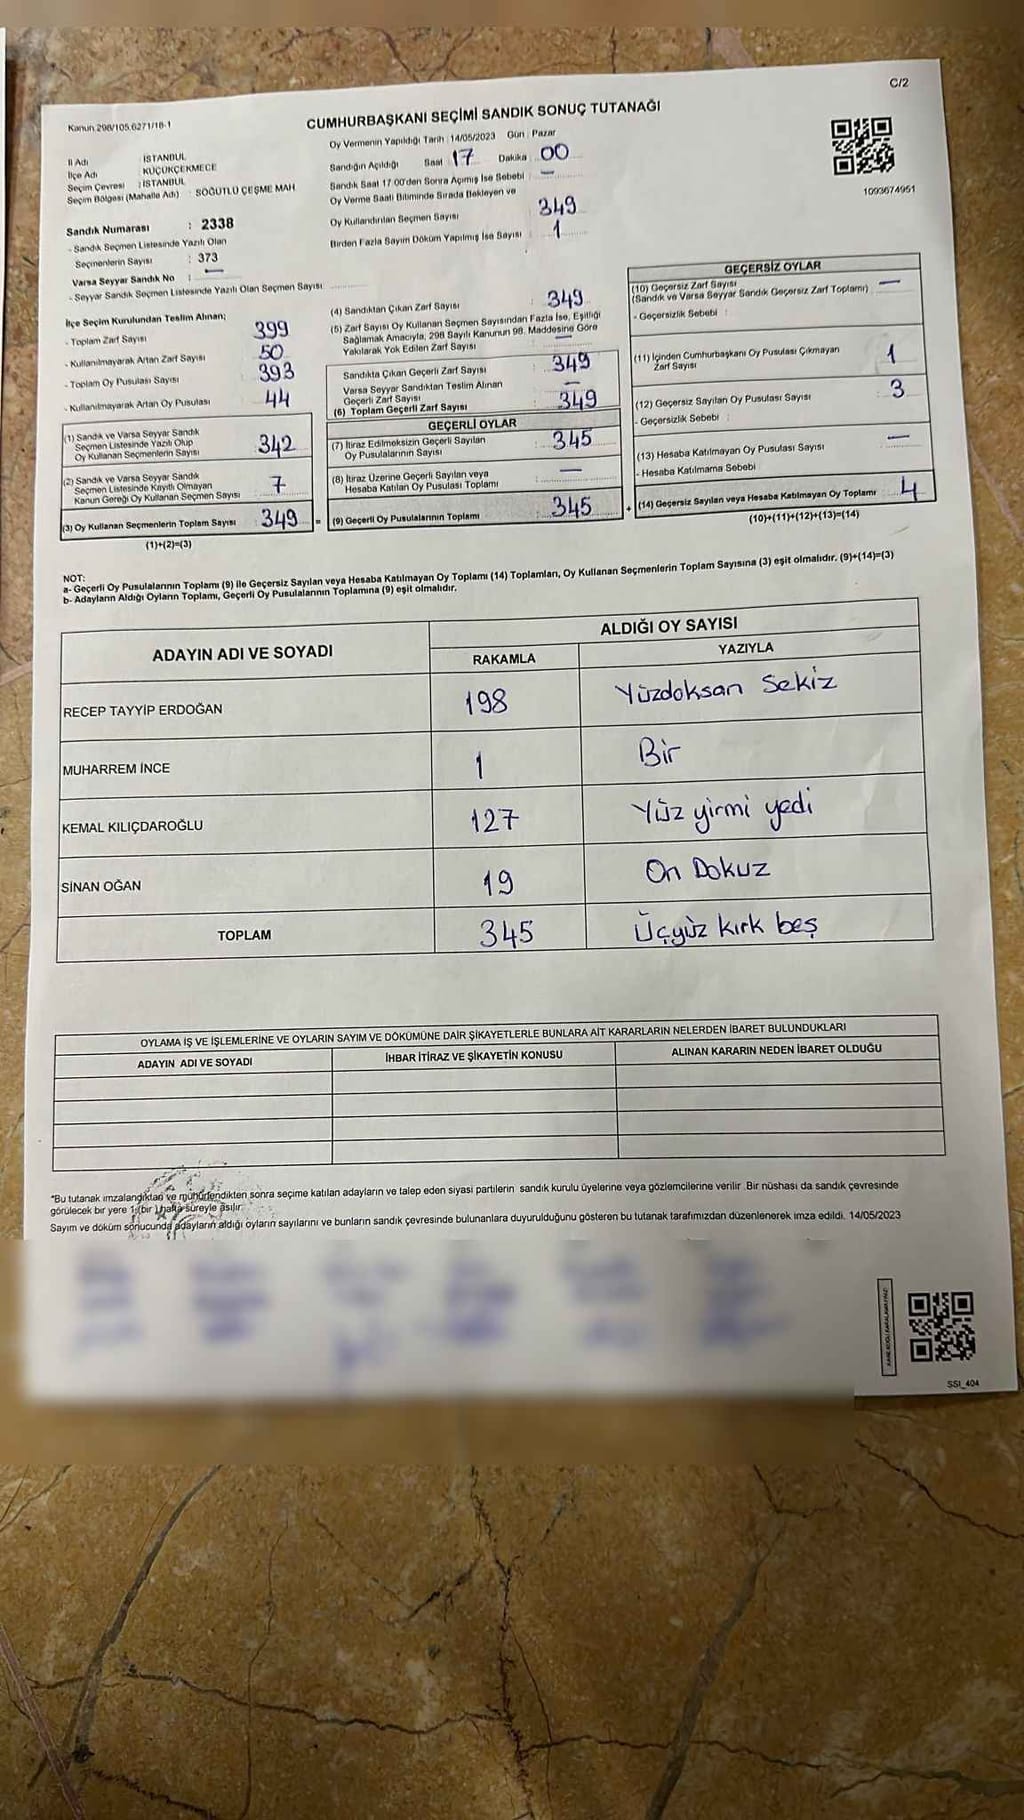 C/2
Kanun 298/105.6271/16-1
CUMHURBAŞKANI SEÇİMİ SANDIK SONUÇ TUTANAĞI
Oy Vermenin Yapıldığı Tarih : 14/05/2023 Gün : Pazar
İl Adı : İSTANBUL
İlçe Adı : KÜÇÜKÇEKMECE
Seçim Çevresi : İSTANBUL
Seçim Bölgesi (Mahalle Adı) : SÖĞÜTLÜ ÇEŞME MAH
Sandığın Açıldığı Saat 17 Dakika 00
Sandık Saat 17 00'den Sonra Açımış İse Sebebi : —
Oy Verme Saati Bitiminde Sırada Bekleyen ve
Oy Kullandırılan Seçmen Sayısı : 349
Birden Fazla Sayım Döküm Yapılmış İse Sayısı : 1
1093674951
Sandık Numarası : 2338
- Sandık Seçmen Listesinde Yazılı Olan
Seçmenlerin Sayısı : 373
Varsa Seyyar Sandık No : —
- Seyyar Sandık Seçmen Listesinde Yazılı Olan Seçmen Sayısı
İlçe Seçim Kurulundan Teslim Alınan;
- Toplam Zarf Sayısı 399
- Kullanılmayarak Artan Zarf Sayısı 50
- Toplam Oy Pusulası Sayısı 393
- Kullanılmayarak Artan Oy Pusulası 44
(1) Sandık ve Varsa Seyyar Sandık
Seçmen Listesinde Yazılı Olup
Oy Kullanan Seçmenlerin Sayısı : 342
(2) Sandık ve Varsa Seyyar Sandık
Seçmen Listesinde Kayıtlı Olmayan
Kanun Gereği Oy Kullanan Seçmen Sayısı : 7
(3) Oy Kullanan Seçmenlerin Toplam Sayısı : 349 =
(1)+(2)=(3)
(4) Sandıktan Çıkan Zarf Sayısı : 349
(5) Zarf Sayısı Oy Kullanan Seçmen Sayısından Fazla İse, Eşitliği
Sağlamak Amacıyla, 298 Sayılı Kanunun 98. Maddesine Göre
Yakılarak Yok Edilen Zarf Sayısı : —
Sandıkta Çıkan Geçerli Zarf Sayısı : 349
Varsa Seyyar Sandıktan Teslim Alınan
Geçerli Zarf Sayısı : —
(6) Toplam Geçerli Zarf Sayısı : 349
GEÇERLİ OYLAR
(7) İtiraz Edilmeksizin Geçerli Sayılan
Oy Pusulalarının Sayısı : 345
(8) İtiraz Üzerine Geçerli Sayılan veya
Hesaba Katılan Oy Pusulası Toplamı : —
(9) Geçerli Oy Pusulalarının Toplamı : 345 +
GEÇERSİZ OYLAR
(10) Geçersiz Zarf Sayısı
(Sandık ve Varsa Seyyar Sandık Geçersiz Zarf Toplamı) : —
- Geçersizlik Sebebi :
(11) İçinden Cumhurbaşkanı Oy Pusulası Çıkmayan
Zarf Sayısı 1
(12) Geçersiz Sayılan Oy Pusulası Sayısı 3
- Geçersizlik Sebebi :
(13) Hesaba Katılmayan Oy Pusulası Sayısı —
- Hesaba Katılmama Sebebi
(14) Geçersiz Sayılan veya Hesaba Katılmayan Oy Toplamı : 4
(10)+(11)+(12)+(13)=(14)
NOT:
a- Geçerli Oy Pusulalarının Toplamı (9) ile Geçersiz Sayılan veya Hesaba Katılmayan Oy Toplamı (14) Toplamları, Oy Kullanan Seçmenlerin Toplam Sayısına (3) eşit olmalıdır. (9)+(14)=(3)
b- Adayların Aldığı Oyların Toplamı, Geçerli Oy Pusulalarının Toplamına (9) eşit olmalıdır.
ADAYIN ADI VE SOYADI ALDIĞI OY SAYISI
RAKAMLA YAZIYLA
RECEP TAYYİP ERDOĞAN 198 Yüzdoksan Sekiz
MUHARREM İNCE 1 Bir
KEMAL KILIÇDAROĞLU 127 Yüz yirmi yedi
SİNAN OĞAN 19 On Dokuz
TOPLAM 345 Üçyüz kırk beş
OYLAMA İŞ VE İŞLEMLERİNE VE OYLARIN SAYIM VE DÖKÜMÜNE DAİR ŞİKAYETLERLE BUNLARA AİT KARARLARIN NELERDEN İBARET BULUNDUKLARI
ADAYIN ADI VE SOYADI İHBAR İTİRAZ VE ŞİKAYETİN KONUSU ALINAN KARARIN NEDEN İBARET OLDUĞU
*Bu tutanak imzalandıktan ve mühürlendikten sonra seçime katılan adayların ve talep eden siyasi partilerin sandık kurulu üyelerine veya gözlemcilerine verilir Bir nüshası da sandık çevresinde
görülecek bir yere 1 (bir) hafta süreyle asılır
Sayım ve döküm sonucunda adayların aldığı oyların sayılarını ve bunların sandık çevresinde bulunanlara duyurulduğunu gösteren bu tutanak tarafımızdan düzenlenerek imza edildi. 14/05/2023
SSI_404